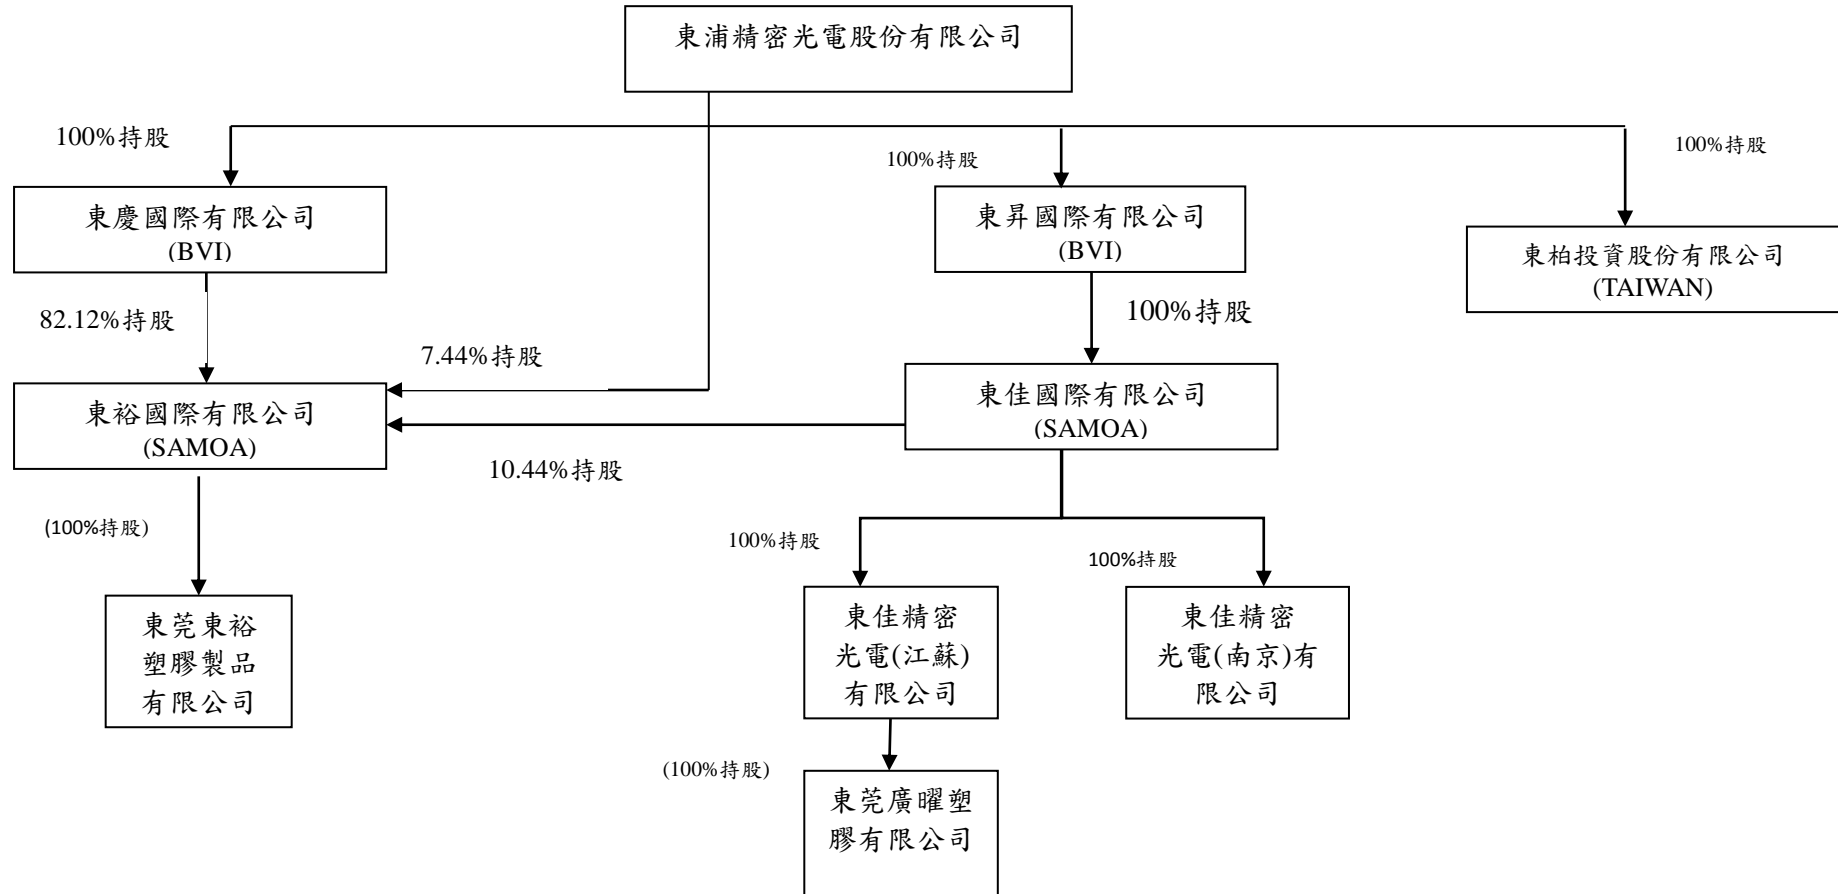 東浦精密光電股份有限公司
100%持股
100%持股
100%持股
東慶國際有限公司
(BVI)
東昇國際有限公司
(BVI)
東柏投資股份有限公司
(TAIWAN)
82.12%持股
7.44%持股
100%持股
東裕國際有限公司
(SAMOA)
東佳國際有限公司
(SAMOA)
10.44%持股
(100%持股)
100%持股
100%持股
東莞東裕
塑膠製品
有限公司
東佳精密
光電(江蘇)
有限公司
東佳精密
光電(南京)有
限公司
(100%持股)
東莞廣曜塑
膠有限公司